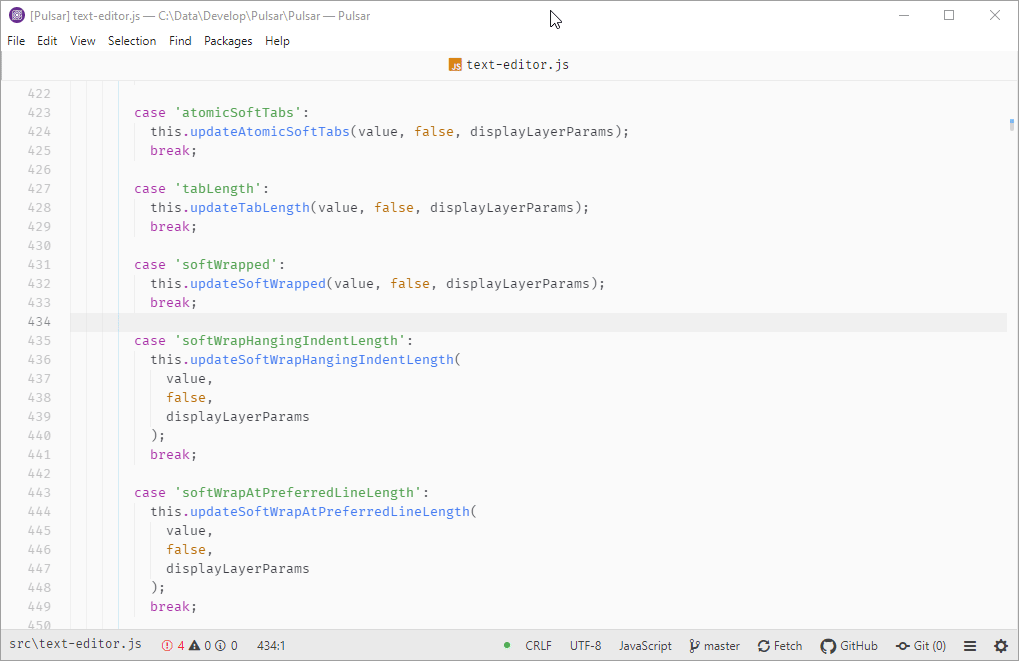 [Pulsar] text-editor.js — C:\Data\Develop\Pulsar\Pulsar — Pulsar
File Edit View Selection Find Packages Help
JS text-editor.js
422
423 case 'atomicSoftTabs':
424 this.updateAtomicSoftTabs(value, false, displayLayerParams);
425 break;
426
427 case 'tabLength':
428 this.updateTabLength(value, false, displayLayerParams);
429 break;
430
431 case 'softWrapped':
432 this.updateSoftWrapped(value, false, displayLayerParams);
433 break;
434
435 case 'softWrapHangingIndentLength':
436 this.updateSoftWrapHangingIndentLength(
437 value,
438 false,
439 displayLayerParams
440 );
441 break;
442
443 case 'softWrapAtPreferredLineLength':
444 this.updateSoftWrapAtPreferredLineLength(
445 value,
446 false,
447 displayLayerParams
448 );
449 break;
450
src\text-editor.js 4 0 0 434:1 CRLF UTF-8 JavaScript master Fetch GitHub Git (0)